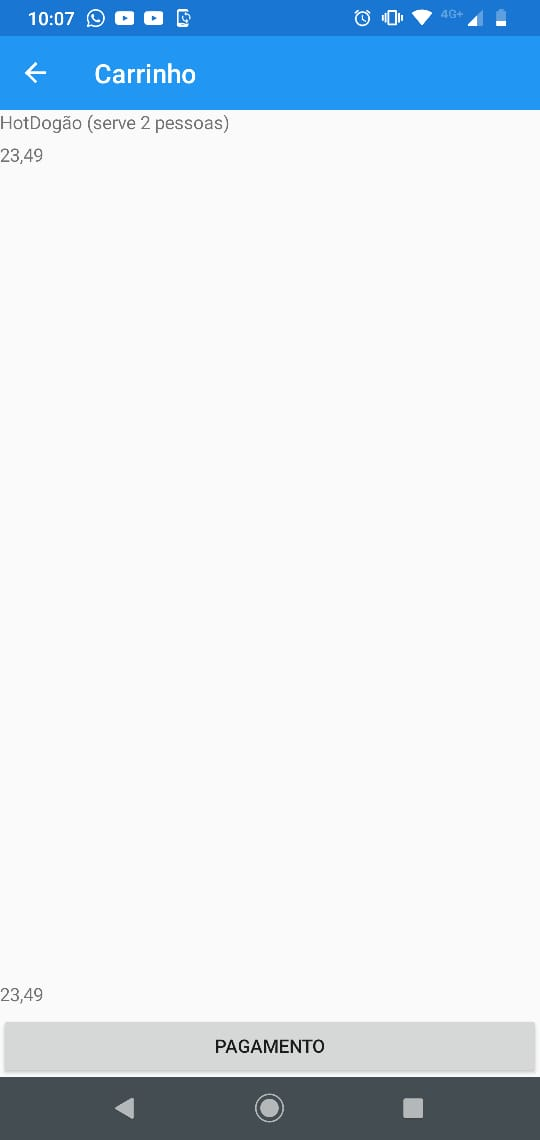 10:07 4G+
Carrinho
HotDogão (serve 2 pessoas)
23,49
23,49
PAGAMENTO